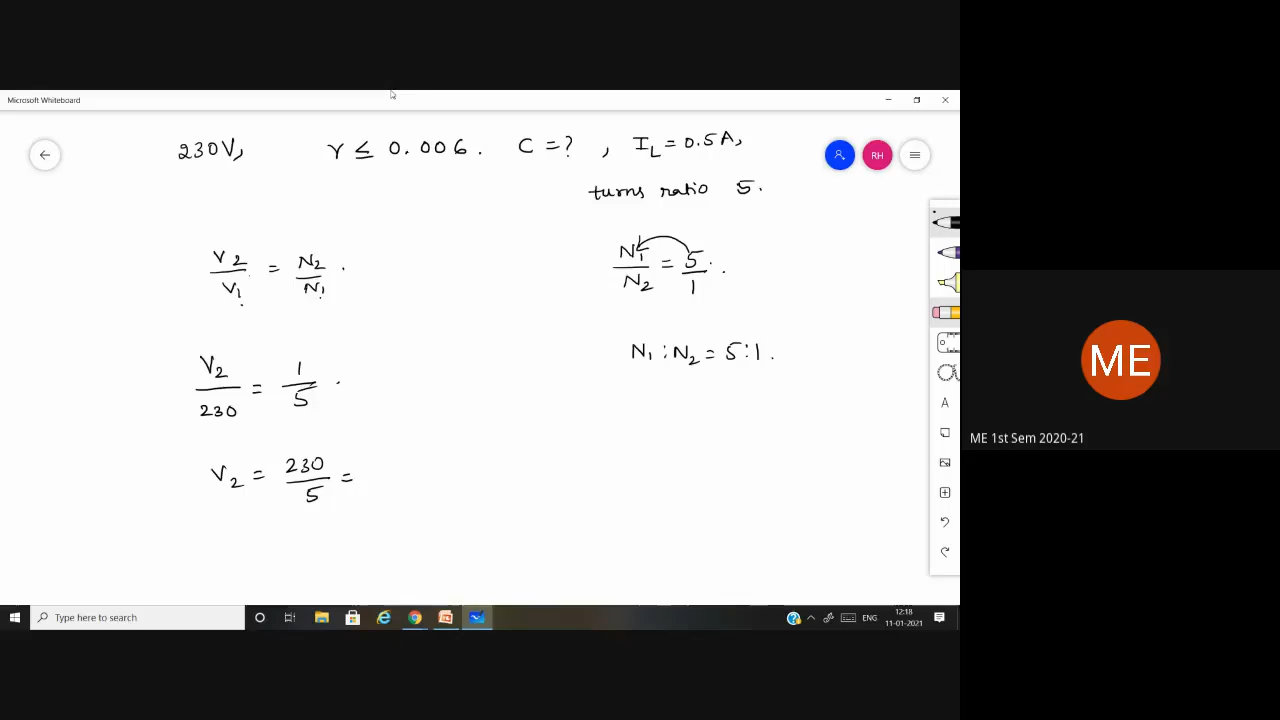 Microsoft Whiteboard
230V, γ ≤ 0.006. C = ? , I_L = 0.5A,
turns ratio 5.
V2/V1 = N2/N1.
N1/N2 = 5/1.
V2/230 = 1/5.
N1 : N2 = 5 : 1.
V2 = 230/5 =
RH
A
ME
ME 1st Sem 2020-21
Type here to search
ENG
12:18
11-01-2021